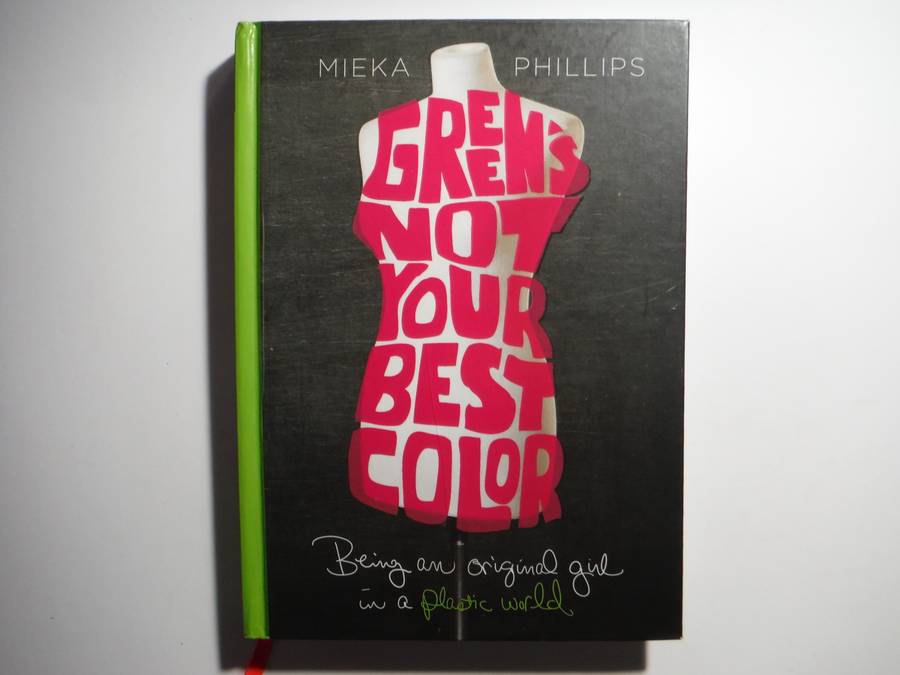 MIEKA PHILLIPS
GREEN'S
NOT
YOUR
BEST
COLOR
Being an original girl
in a plastic world